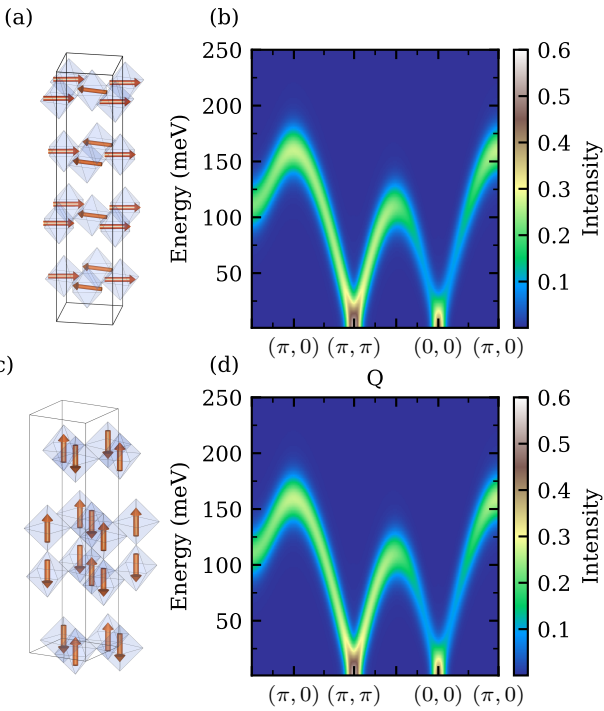 (a)
(b)
250
200
150
100
50
Energy (meV)
(π, 0) (π, π) (0, 0) (π, 0)
Q
0.6
0.5
0.4
0.3
0.2
0.1
Intensity
c)
(d)
250
200
150
100
50
Energy (meV)
(π, 0) (π, π) (0, 0) (π, 0)
0.6
0.5
0.4
0.3
0.2
0.1
Intensity